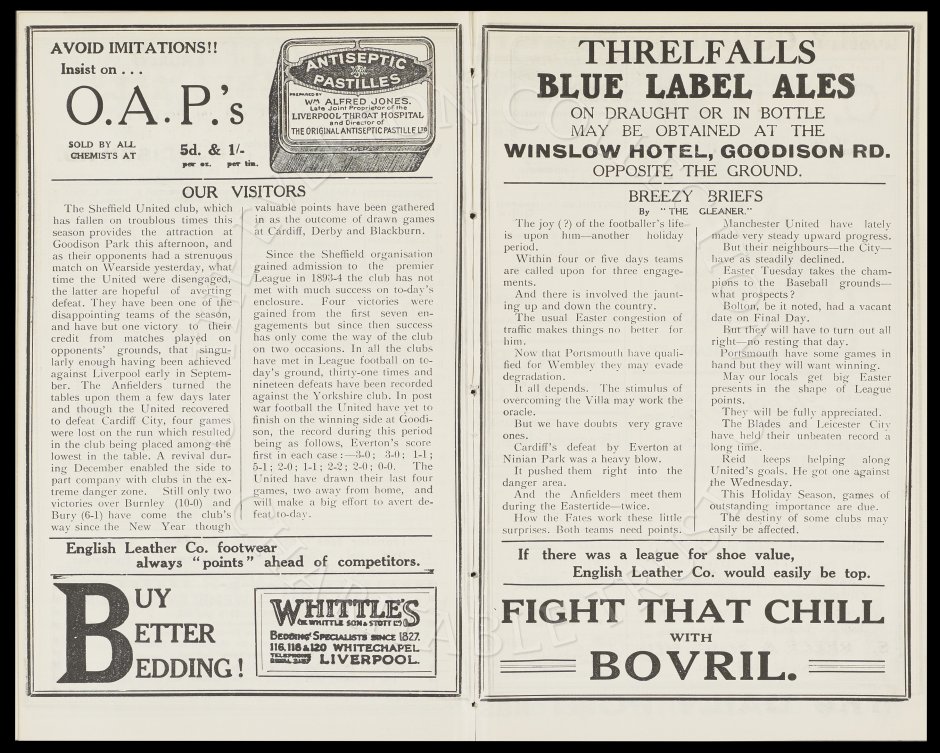 AVOID IMITATIONS!!
Insist on . . .
O.A.P.'s
SOLD BY ALL
CHEMISTS AT
5d. & 1/-
per oz. per tin.
ANTISEPTIC
PASTILLES
PREPARED BY
WM ALFRED JONES.
Late Joint Proprietor of the
LIVERPOOL THROAT HOSPITAL
and Director of
THE ORIGINAL ANTISEPTIC PASTILLE LTD
OUR VISITORS
The Sheffield United club, which
has fallen on troublous times this
season provides the attraction at
Goodison Park this afternoon, and
as their opponents had a strenuous
match on Wearside yesterday, what
time the United were disengaged,
the latter are hopeful of averting
defeat. They have been one of the
disappointing teams of the season,
and have but one victory to their
credit from matches played on
opponents' grounds, that singu-
larly enough having been achieved
against Liverpool early in Septem-
ber. The Anfielders turned the
tables upon them a few days later
and though the United recovered
to defeat Cardiff City, four games
were lost on the run which resulted
in the club being placed among the
lowest in the table. A revival dur-
ing December enabled the side to
part company with clubs in the ex-
treme danger zone. Still only two
victories over Burnley (10-0) and
Bury (6-1) have come the club's
way since the New Year though
valuable points have been gathered
in as the outcome of drawn games
at Cardiff, Derby and Blackburn.
Since the Sheffield organisation
gained admission to the premier
League in 1893-4 the club has not
met with much success on to-day's
enclosure. Four victories were
gained from the first seven en-
gagements but since then success
has only come the way of the club
on two occasions. In all the clubs
have met in League football on to-
day's ground, thirty-one times and
nineteen defeats have been recorded
against the Yorkshire club. In post
war football the United have yet to
finish on the winning side at Goodi-
son, the record during this period
being as follows, Everton's score
first in each case:—3-0; 3-0; 1-1;
5-1; 2-0; 1-1; 2-2; 2-0; 0-0. The
United have drawn their last four
games, two away from home, and
will make a big effort to avert de-
feat to-day.
English Leather Co. footwear
always "points" ahead of competitors.
BUY
BETTER
BEDDING!
WHITTLE'S
BEDDING SPECIALISTS SINCE 1827.
116, 118 & 120 WHITECHAPEL
LIVERPOOL.
THRELFALLS
BLUE LABEL ALES
ON DRAUGHT OR IN BOTTLE
MAY BE OBTAINED AT THE
WINSLOW HOTEL, GOODISON RD.
OPPOSITE THE GROUND.
BREEZY BRIEFS
By "THE GLEANER."
The joy (?) of the footballer's life
is upon him—another holiday
period.
Within four or five days teams
are called upon for three engage-
ments.
And there is involved the jaunt-
ing up and down the country.
The usual Easter congestion of
traffic makes things no better for
him.
Now that Portsmouth have quali-
fied for Wembley they may evade
degradation.
It all depends. The stimulus of
overcoming the Villa may work the
oracle.
But we have doubts very grave
ones.
Cardiff's defeat by Everton at
Ninian Park was a heavy blow.
It pushed them right into the
danger area.
And the Anfielders meet them
during the Eastertide—twice.
How the Fates work these little
surprises. Both teams need points.
Manchester United have lately
made very steady upward progress.
But their neighbours—the City—
have as steadily declined.
Easter Tuesday takes the cham-
pions to the Baseball grounds—
what prospects?
Bolton, be it noted, had a vacant
date on Final Day.
But they will have to turn out all
right—no resting that day.
Portsmouth have some games in
hand but they will want winning.
May our locals get big Easter
presents in the shape of League
points.
They will be fully appreciated.
The Blades and Leicester City
have held their unbeaten record a
long time.
Reid keeps helping along
United's goals. He got one against
the Wednesday.
This Holiday Season, games of
outstanding importance are due.
The destiny of some clubs may
easily be affected.
If there was a league for shoe value,
English Leather Co. would easily be top.
FIGHT THAT CHILL
WITH
BOVRIL.